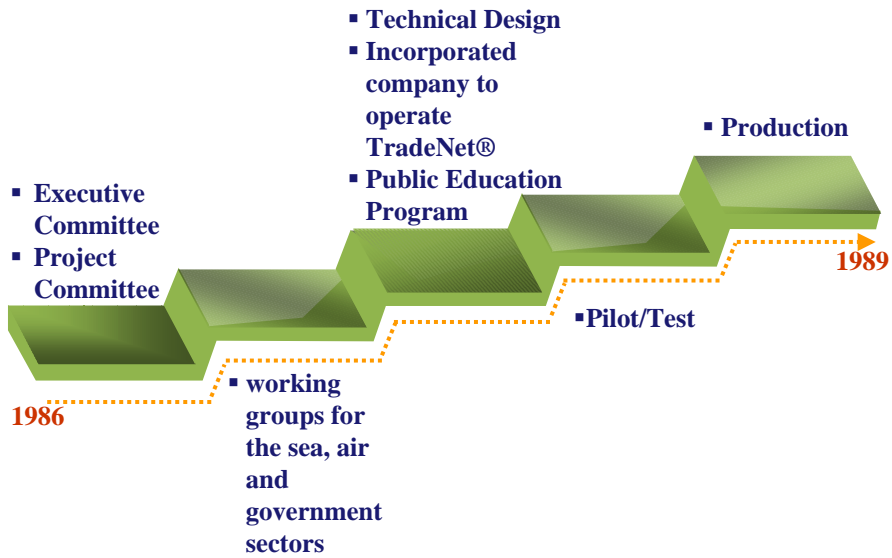 ▪ Executive
Committee
▪ Project
Committee
1986
▪ working
groups for
the sea, air
and
government
sectors
▪ Technical Design
▪ Incorporated
company to
operate
TradeNet®
▪ Public Education
Program
▪Pilot/Test
▪ Production
1989